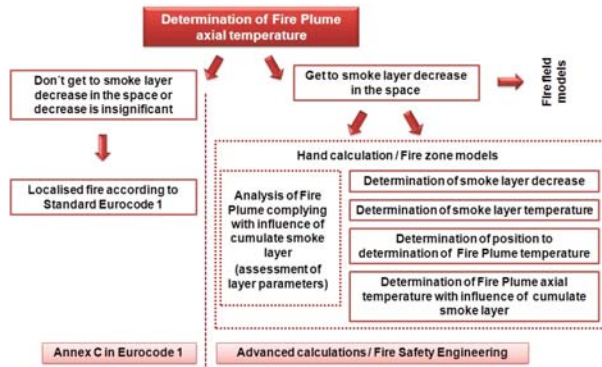 Determination of Fire Plume
axial temperature
Don´t get to smoke layer
decrease in the space or
decrease is insignificant
Get to smoke layer decrease
in the space
Fire field
models
Localised fire according to
Standard Eurocode 1
Hand calculation / Fire zone models
Analysis of Fire
Plume complying
with influence of
cumulate smoke
layer
(assessment of
layer parameters)
Determination of smoke layer decrease
Determination of smoke layer temperature
Determination of position to
determination of Fire Plume temperature
Determination of Fire Plume axial
temperature with influence of cumulate
smoke layer
Annex C in Eurocode 1
Advanced calculations / Fire Safety Engineering